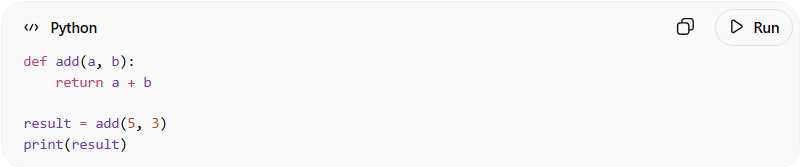 Python
Run
def add(a, b):
    return a + b

result = add(5, 3)
print(result)